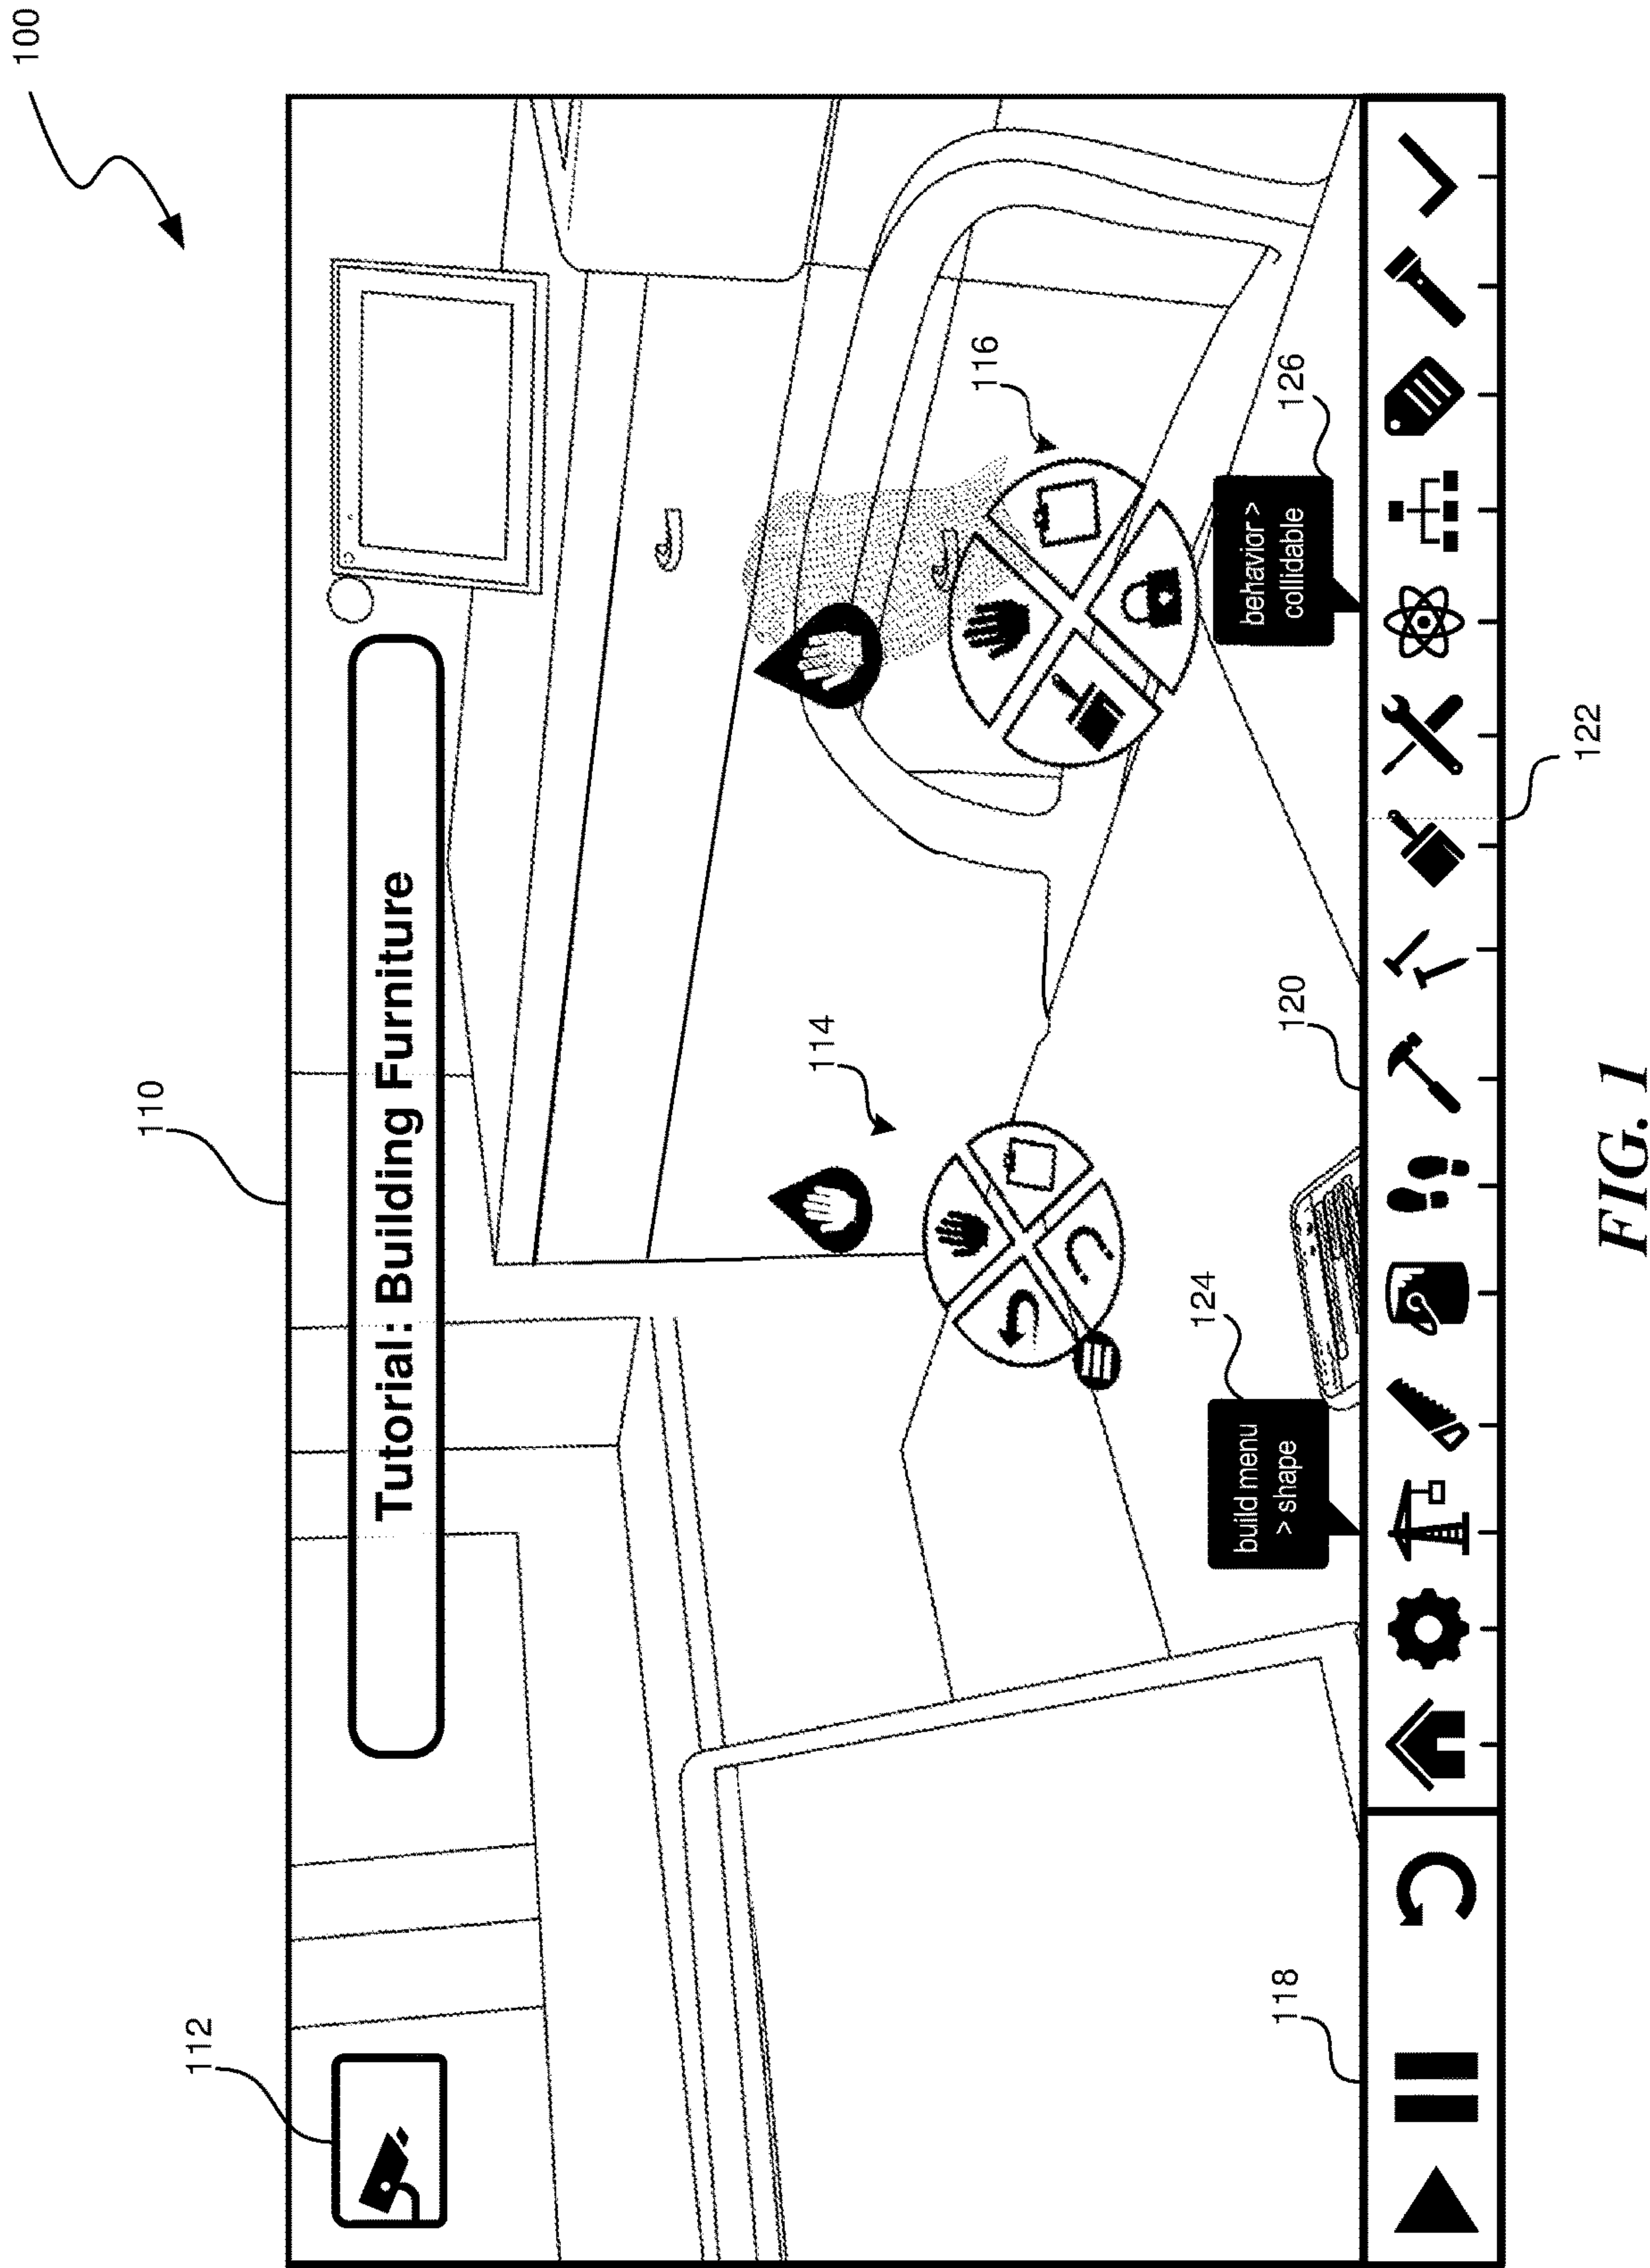 100
110
112
Tutorial: Building Furniture
114
116
124
build menu
> shape
126
behavior >
collidable
118
120
122
FIG. 1